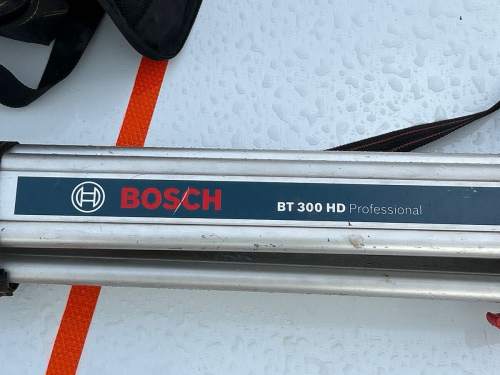 BOSCH BT 300 HD Professional